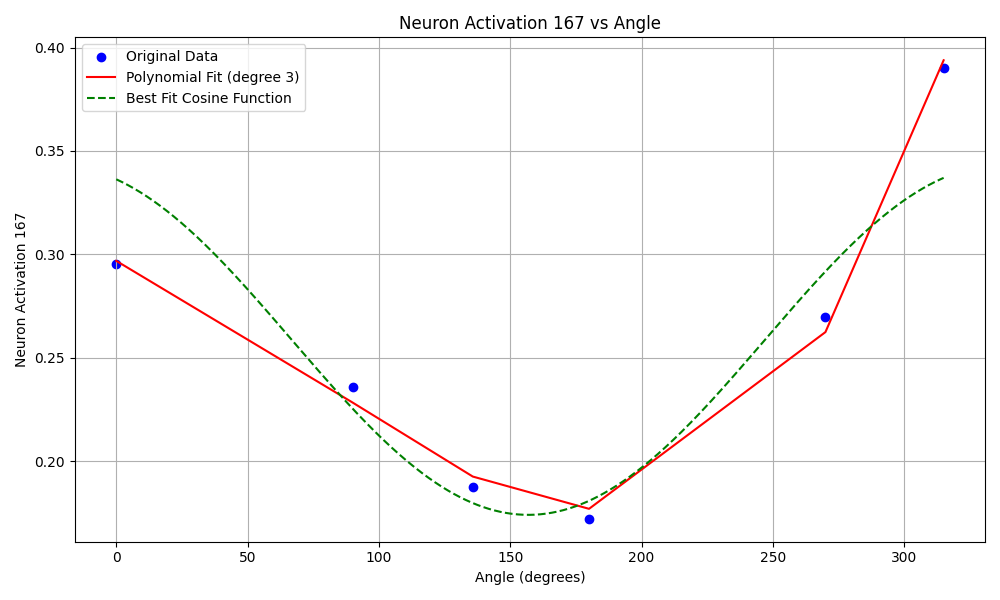 Neuron Activation 167 vs Angle
Original Data
Polynomial Fit (degree 3)
Best Fit Cosine Function
Neuron Activation 167
0.40
0.35
0.30
0.25
0.20
0 50 100 150 200 250 300
Angle (degrees)